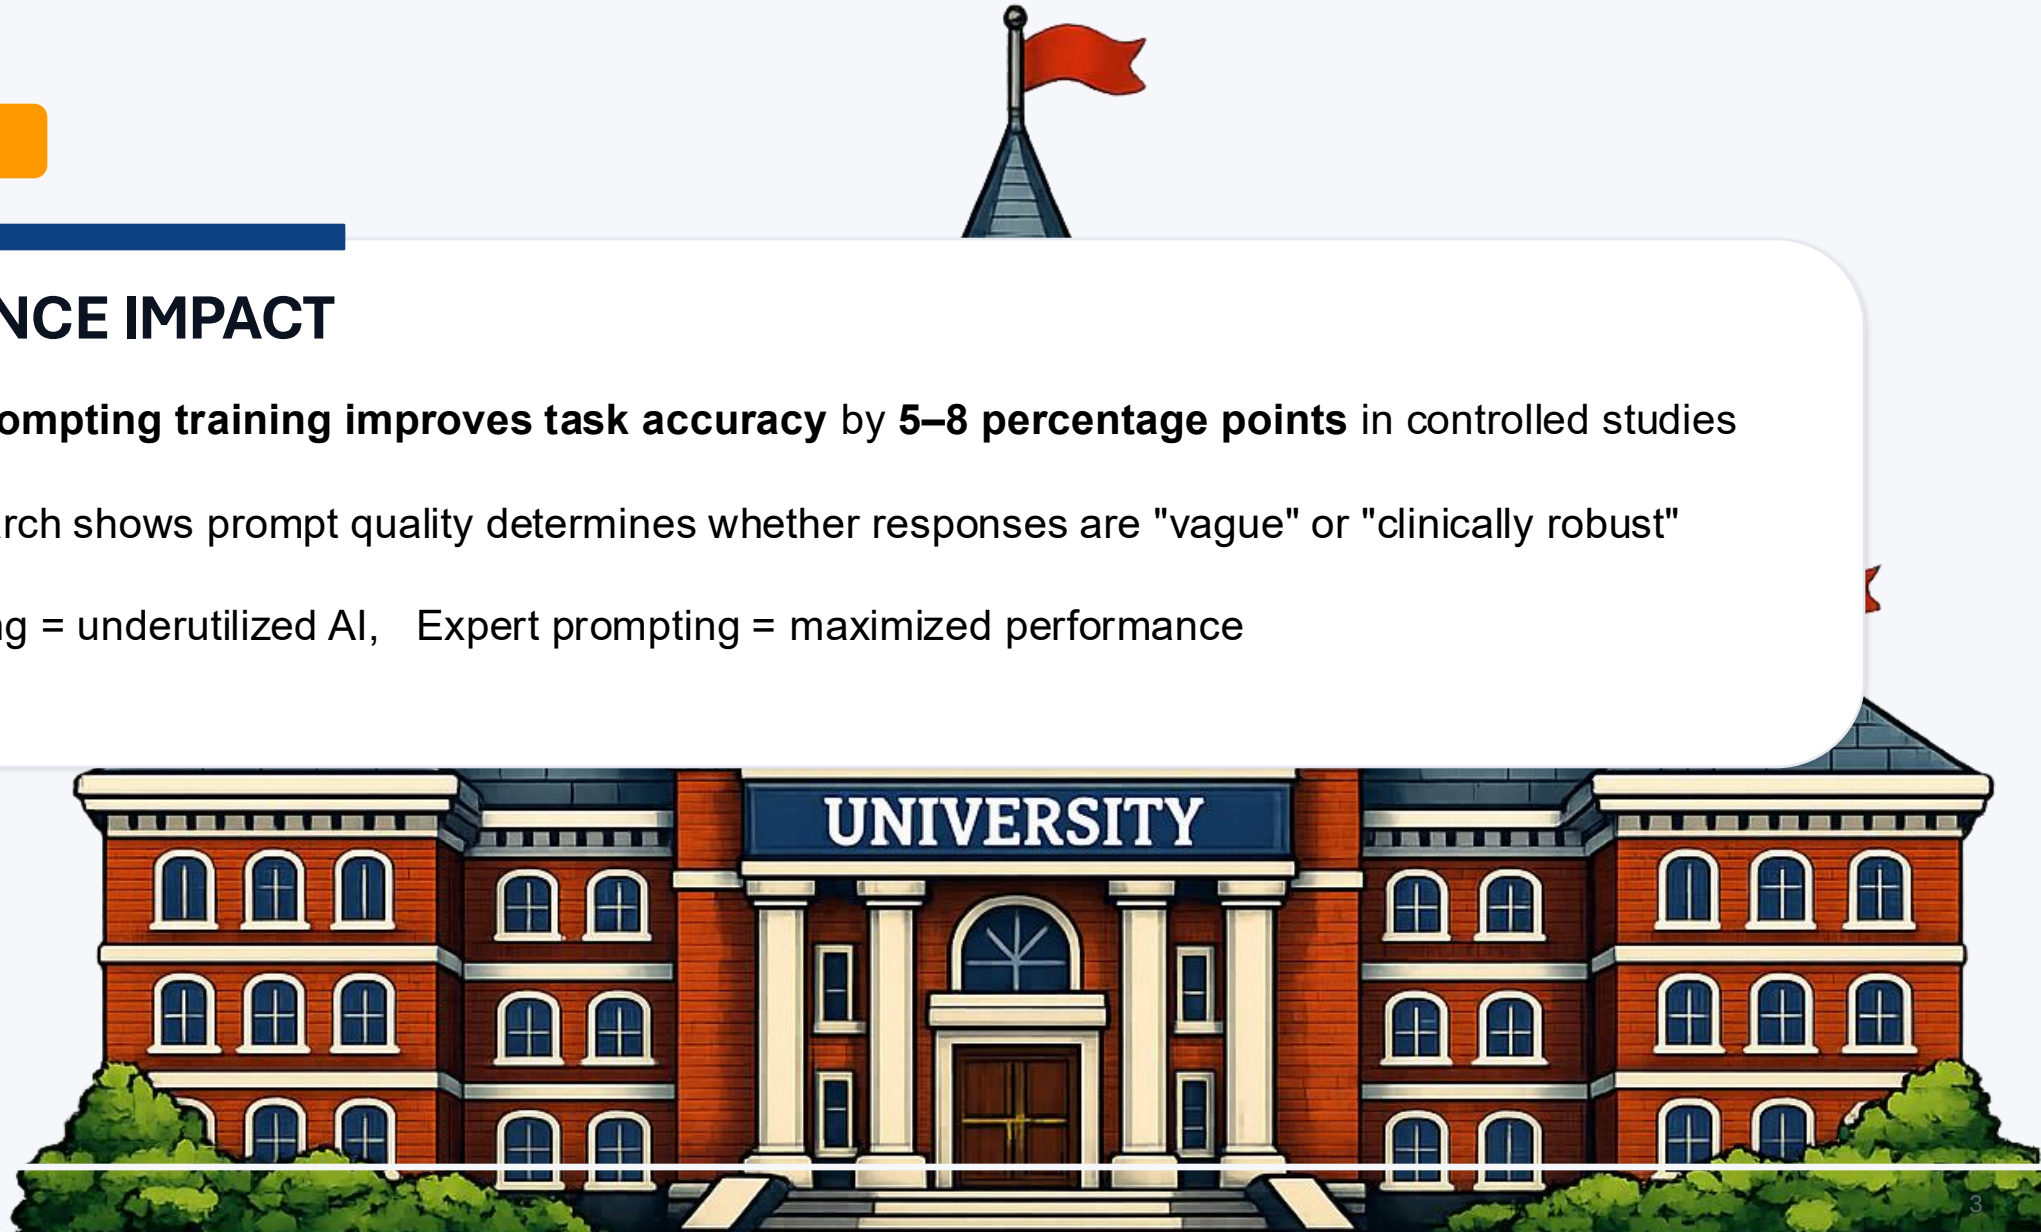 NCE IMPACT
ompting training improves task accuracy by 5–8 percentage points in controlled studies
rch shows prompt quality determines whether responses are "vague" or "clinically robust"
g = underutilized AI, Expert prompting = maximized performance
UNIVERSITY
3